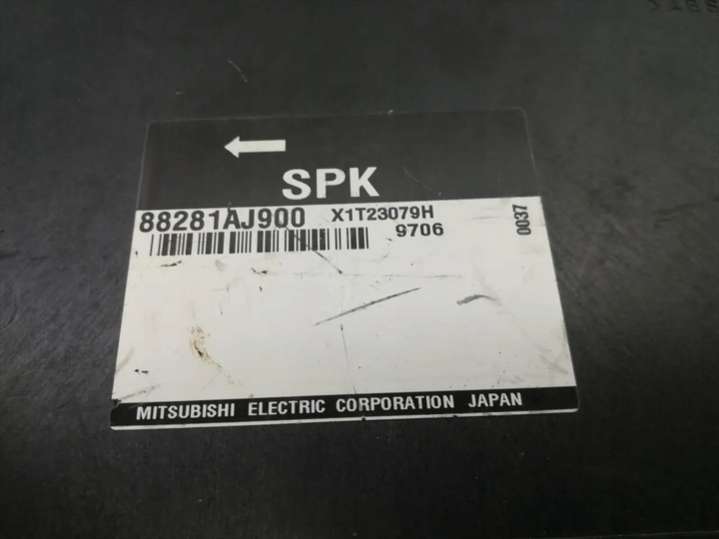 SPK
88281AJ900 X1T23079H
9706
0037
MITSUBISHI ELECTRIC CORPORATION JAPAN